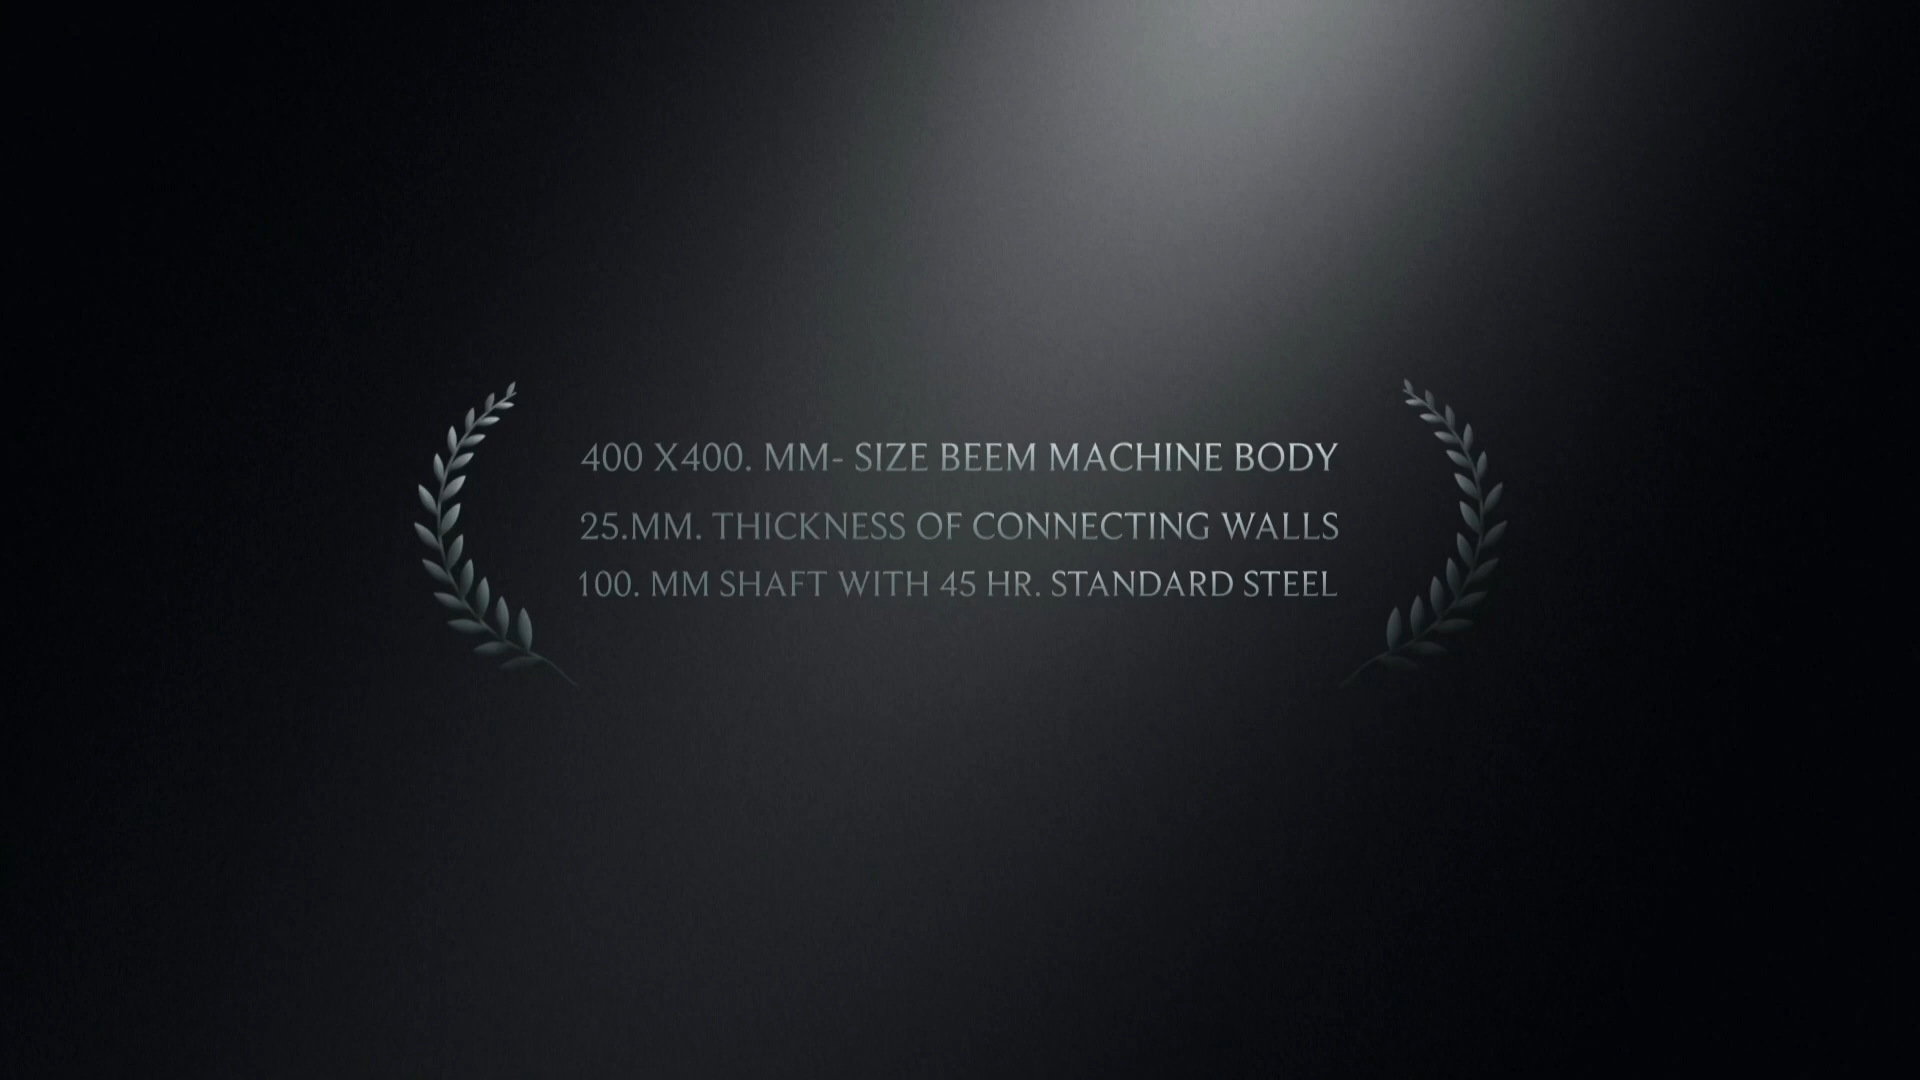 400 X400. MM- SIZE BEEM MACHINE BODY
25.MM. THICKNESS OF CONNECTING WALLS
100. MM SHAFT WITH 45 HR. STANDARD STEEL